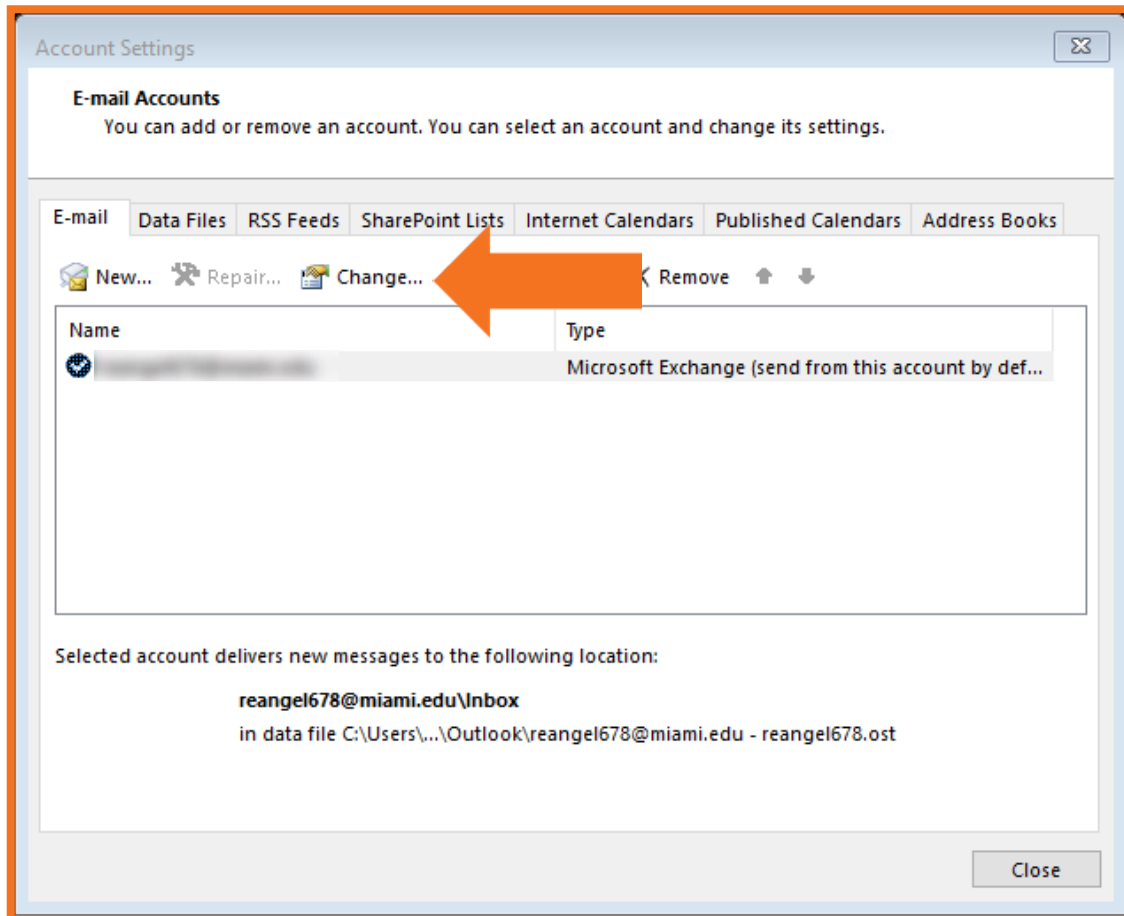 Account Settings
E-mail Accounts
You can add or remove an account. You can select an account and change its settings.
E-mail Data Files RSS Feeds SharePoint Lists Internet Calendars Published Calendars Address Books
New... Repair... Change... Remove
Name Type
Microsoft Exchange (send from this account by def...
Selected account delivers new messages to the following location:
reangel678@miami.edu\Inbox
in data file C:\Users\...\Outlook\reangel678@miami.edu - reangel678.ost
Close